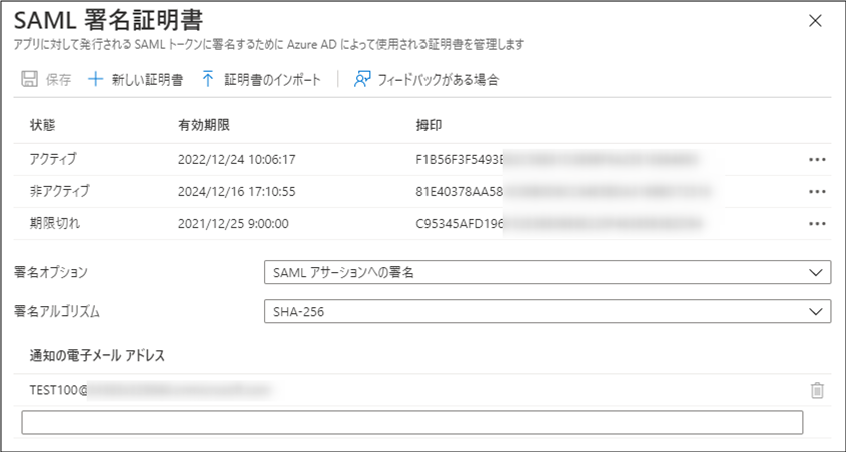 SAML 署名証明書
アプリに対して発行される SAML トークンに署名するために Azure AD によって使用される証明書を管理します
保存 新しい証明書 証明書のインポート フィードバックがある場合
状態 有効期限 拇印
アクティブ 2022/12/24 10:06:17 F1B56F3F5493E
非アクティブ 2024/12/16 17:10:55 81E40378AA58
期限切れ 2021/12/25 9:00:00 C95345AFD196
署名オプション SAML アサーションへの署名
署名アルゴリズム SHA-256
通知の電子メール アドレス
TEST100@